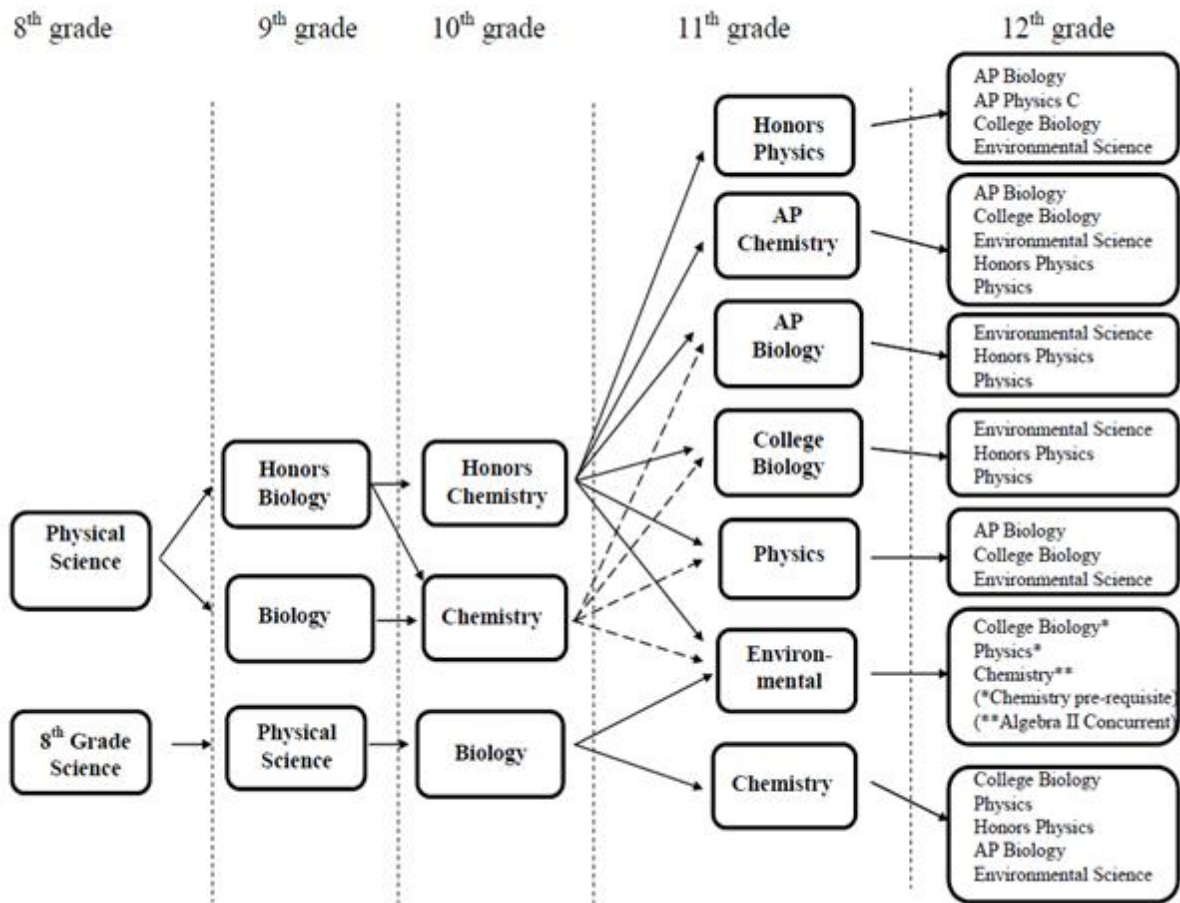 8th grade
9th grade
10th grade
11th grade
12th grade
Physical
Science
8th Grade
Science
Honors
Biology
Biology
Physical
Science
Honors
Chemistry
Chemistry
Biology
Honors
Physics
AP
Chemistry
AP
Biology
College
Biology
Physics
Environ-
mental
Chemistry
AP Biology
AP Physics C
College Biology
Environmental Science
AP Biology
College Biology
Environmental Science
Honors Physics
Physics
Environmental Science
Honors Physics
Physics
Environmental Science
Honors Physics
Physics
AP Biology
College Biology
Environmental Science
College Biology*
Physics*
Chemistry**
(*Chemistry pre-requisite)
(**Algebra II Concurrent)
College Biology
Physics
Honors Physics
AP Biology
Environmental Science